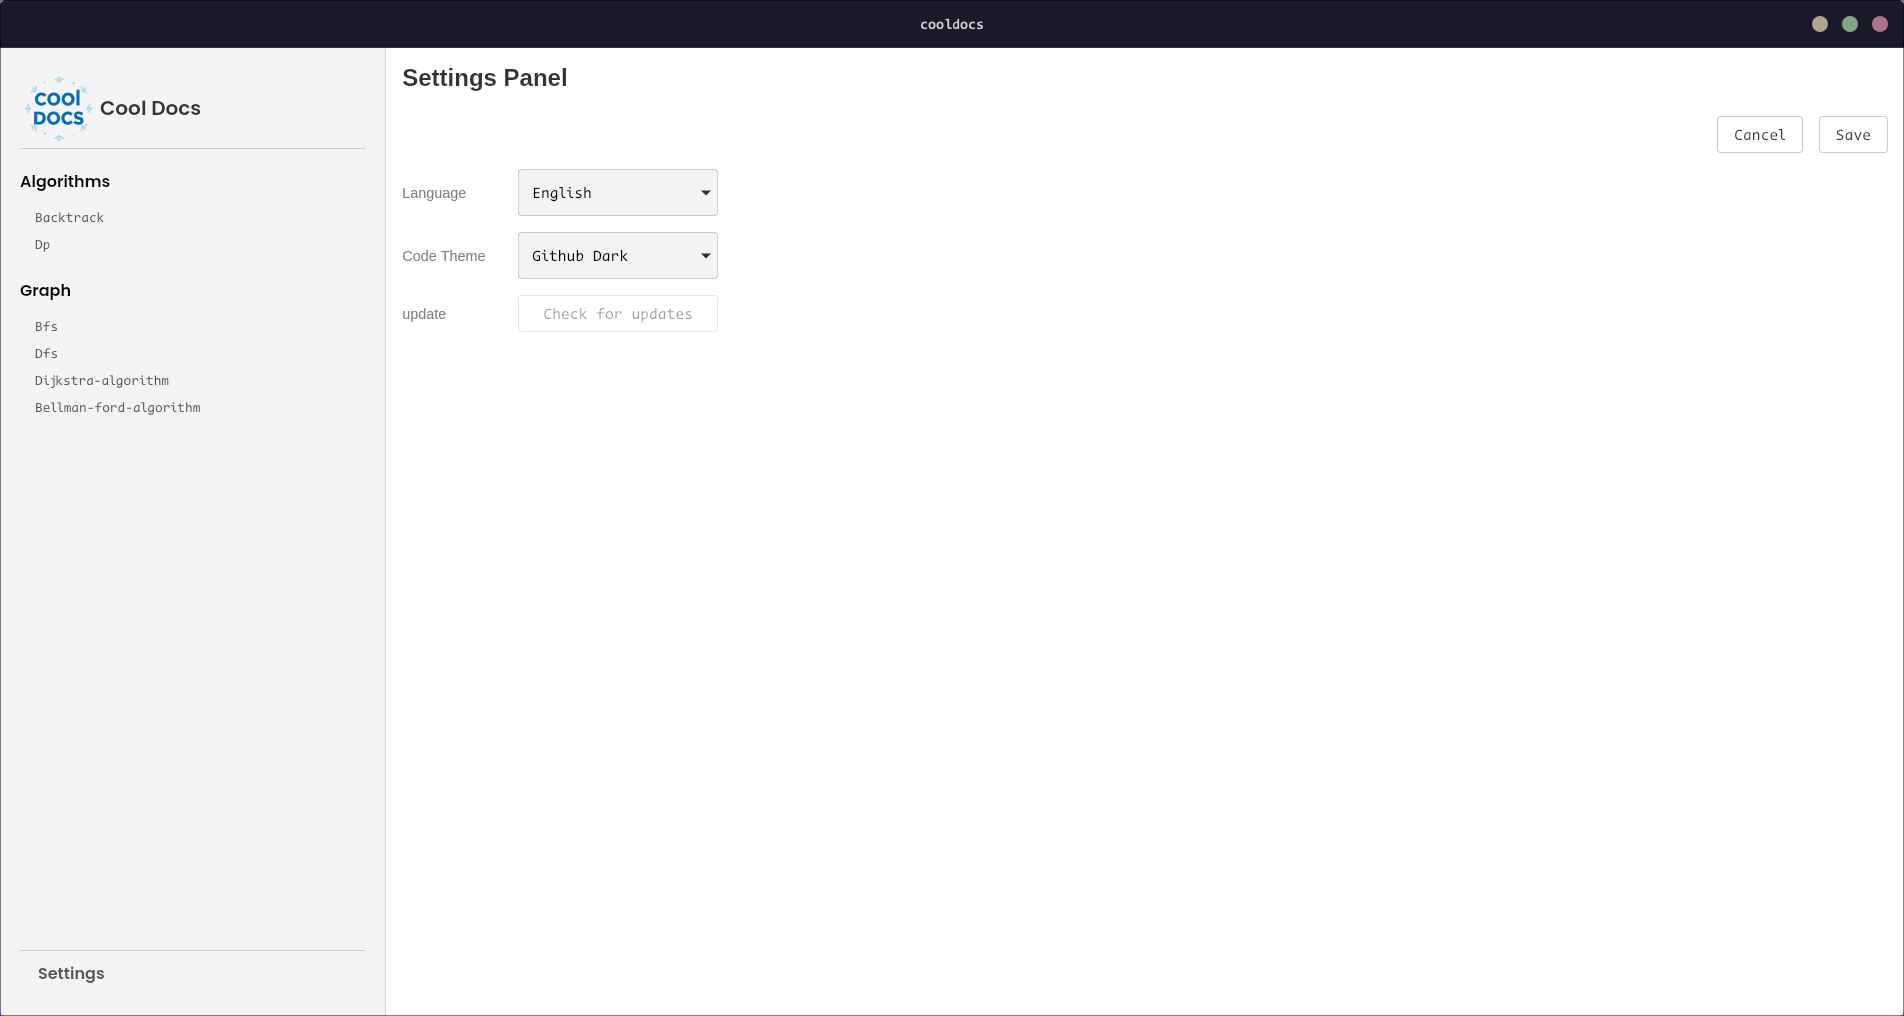 cooldocs
COOL
DOCS
Cool Docs
Algorithms
Backtrack
Dp
Graph
Bfs
Dfs
Dijkstra-algorithm
Bellman-ford-algorithm
Settings
Settings Panel
Cancel
Save
Language
English
Code Theme
Github Dark
update
Check for updates